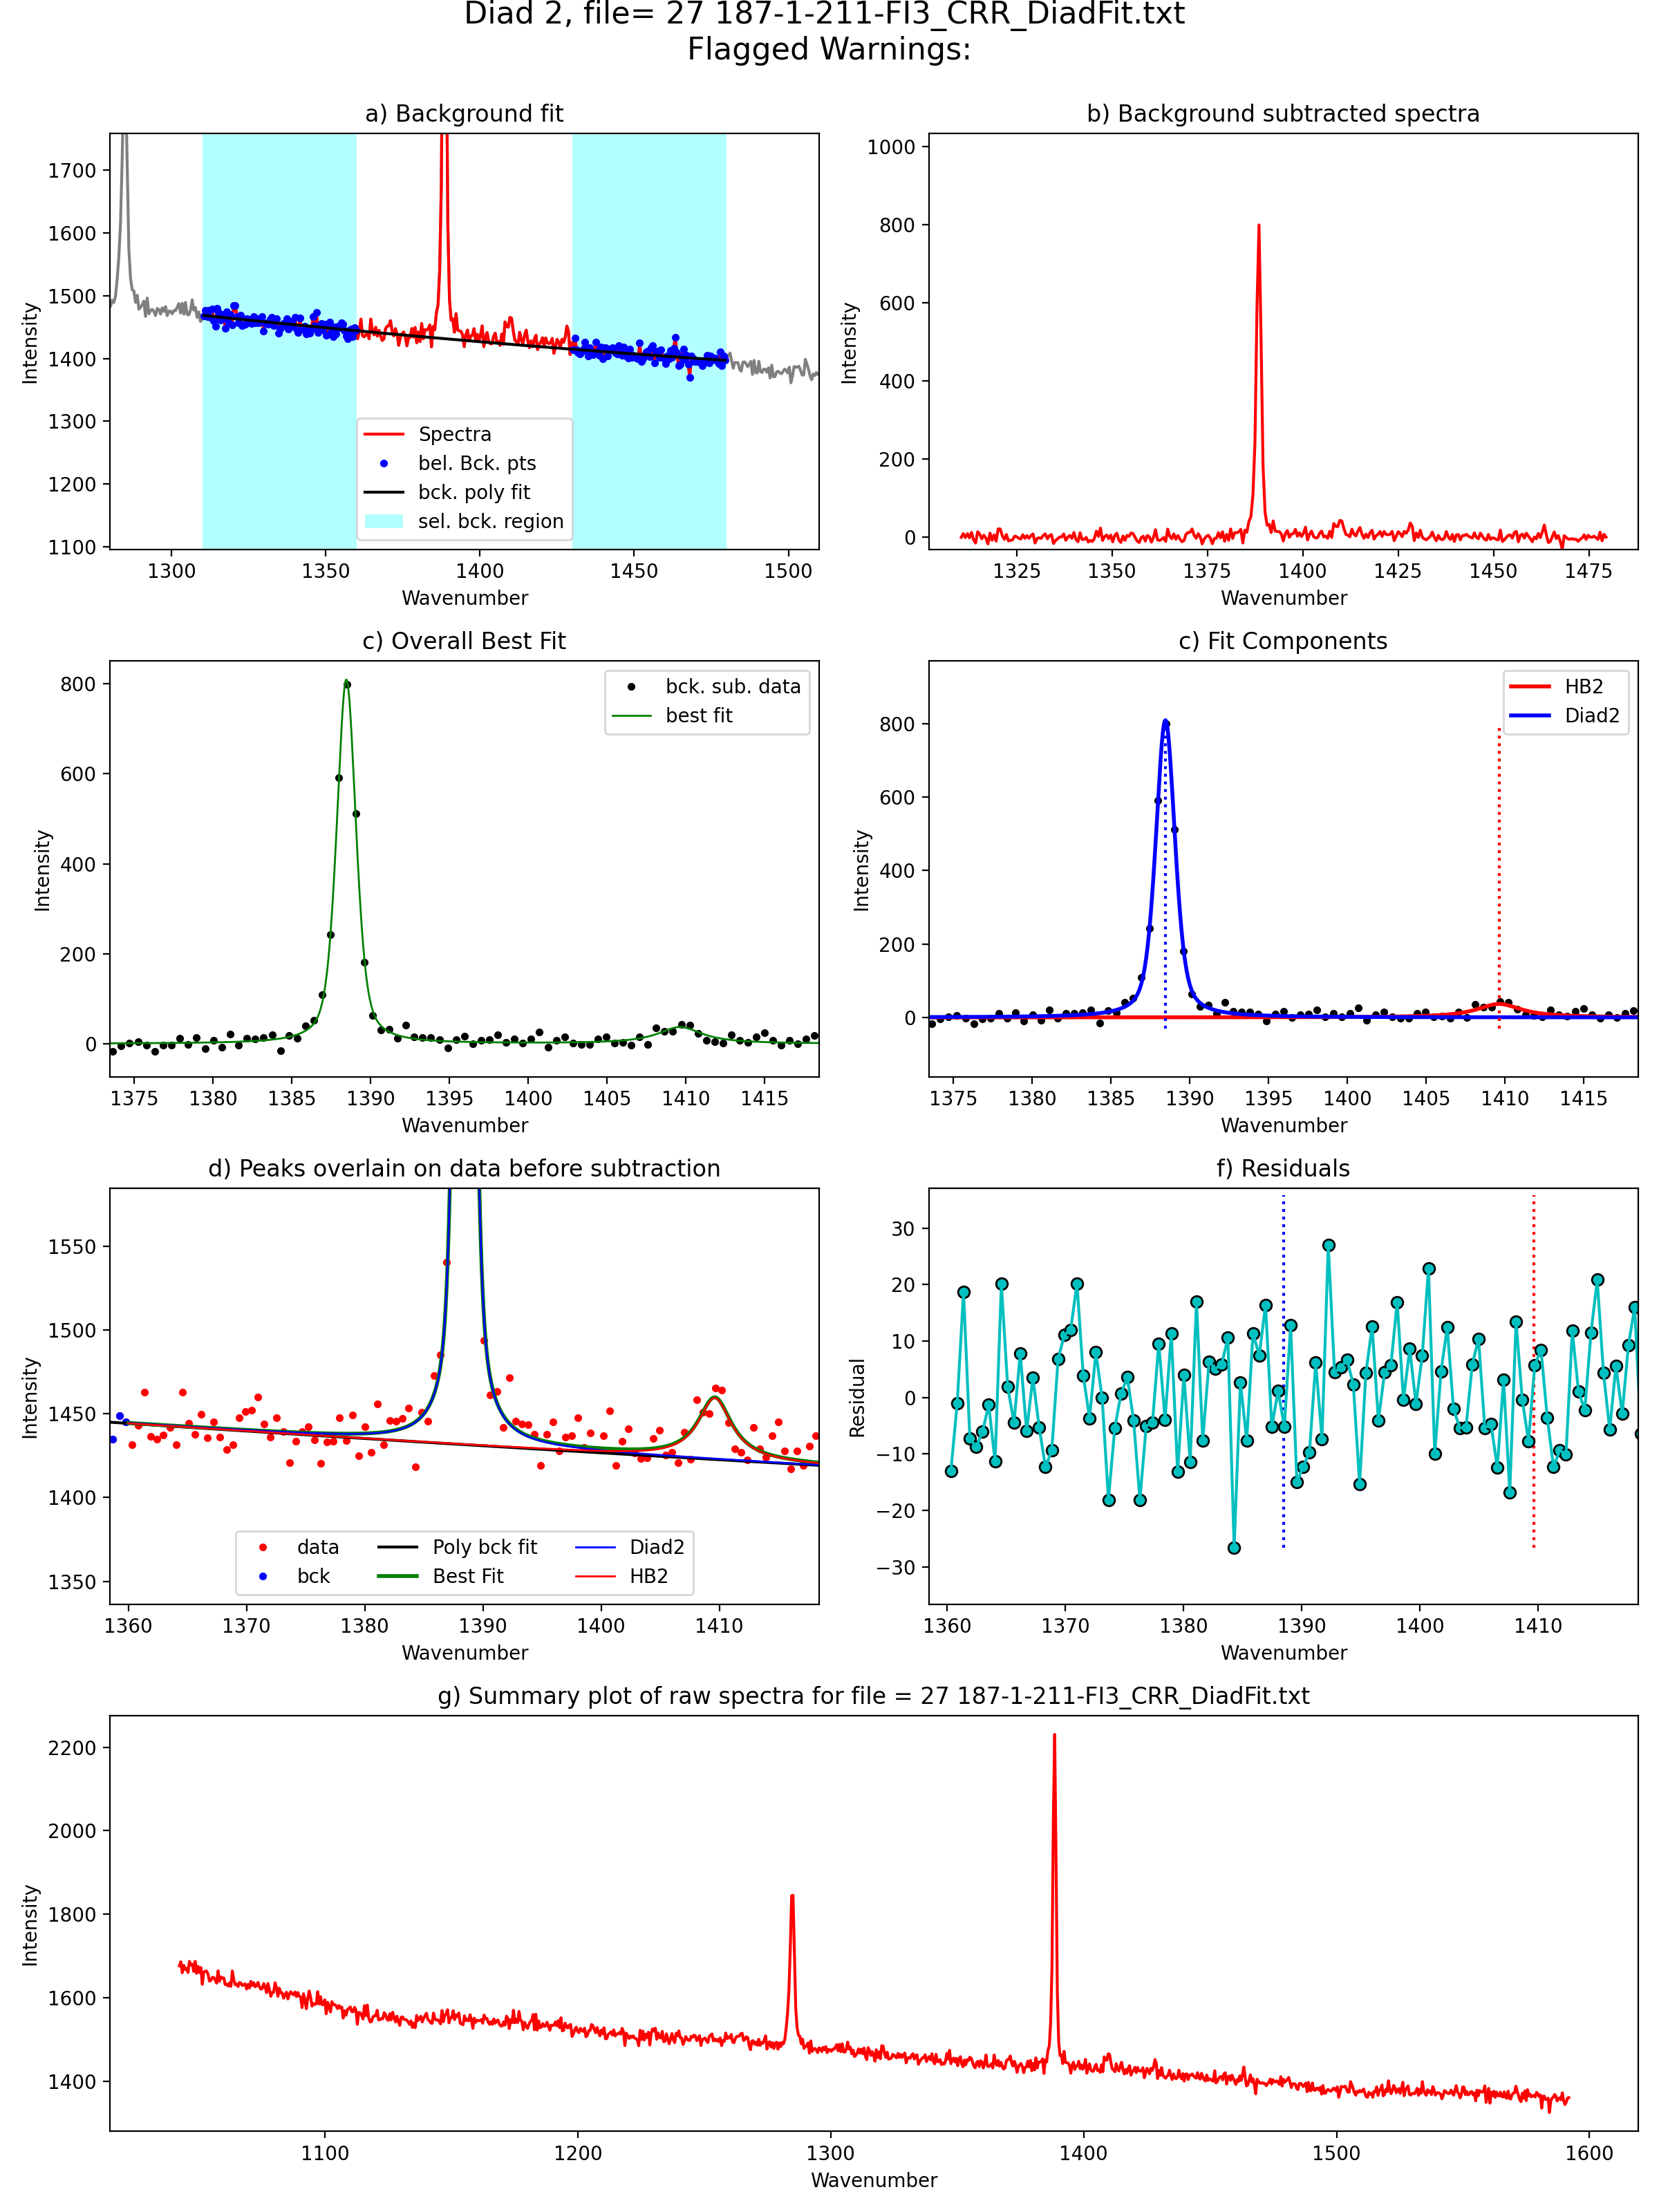 Diad 2, file= 27 187-1-211-FI3_CRR_DiadFit.txt
Flagged Warnings:
a) Background fit
1700
1600
1500
1400
1300
1200
1100
Intensity
Spectra
bel. Bck. pts
bck. poly fit
sel. bck. region
1300 1350 1400 1450 1500
Wavenumber
b) Background subtracted spectra
1000
800
600
400
200
0
Intensity
1325 1350 1375 1400 1425 1450 1475
Wavenumber
c) Overall Best Fit
800
600
400
200
0
Intensity
bck. sub. data
best fit
1375 1380 1385 1390 1395 1400 1405 1410 1415
Wavenumber
c) Fit Components
800
600
400
200
0
Intensity
HB2
Diad2
1375 1380 1385 1390 1395 1400 1405 1410 1415
Wavenumber
d) Peaks overlain on data before subtraction
1550
1500
1450
1400
1350
Intensity
data Poly bck fit Diad2
bck Best Fit HB2
1360 1370 1380 1390 1400 1410
Wavenumber
f) Residuals
30
20
10
0
−10
−20
−30
Residual
1360 1370 1380 1390 1400 1410
Wavenumber
g) Summary plot of raw spectra for file = 27 187-1-211-FI3_CRR_DiadFit.txt
2200
2000
1800
1600
1400
Intensity
1100 1200 1300 1400 1500 1600
Wavenumber